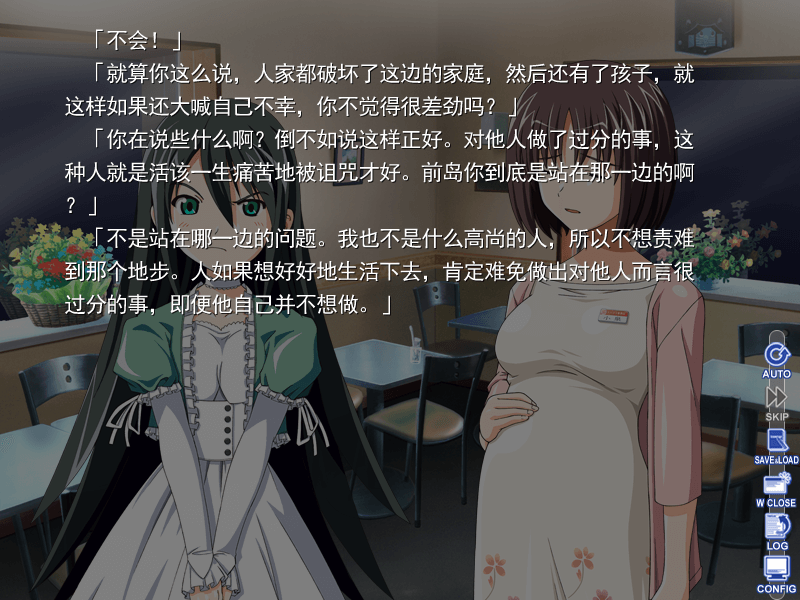 「不会！」
「就算你这么说，人家都破坏了这边的家庭，然后还有了孩子，就
这样如果还大喊自己不幸，你不觉得很差劲吗？」
「你在说些什么啊？倒不如说这样正好。对他人做了过分的事，这
种人就是活该一生痛苦地被诅咒才好。前岛你到底是站在那一边的啊
？」
「不是站在哪一边的问题。我也不是什么高尚的人，所以不想责难
到那个地步。人如果想好好地生活下去，肯定难免做出对他人而言很
过分的事，即便他自己并不想做。」
AUTO
SKIP
SAVE&LOAD
W CLOSE
LOG
CONFIG